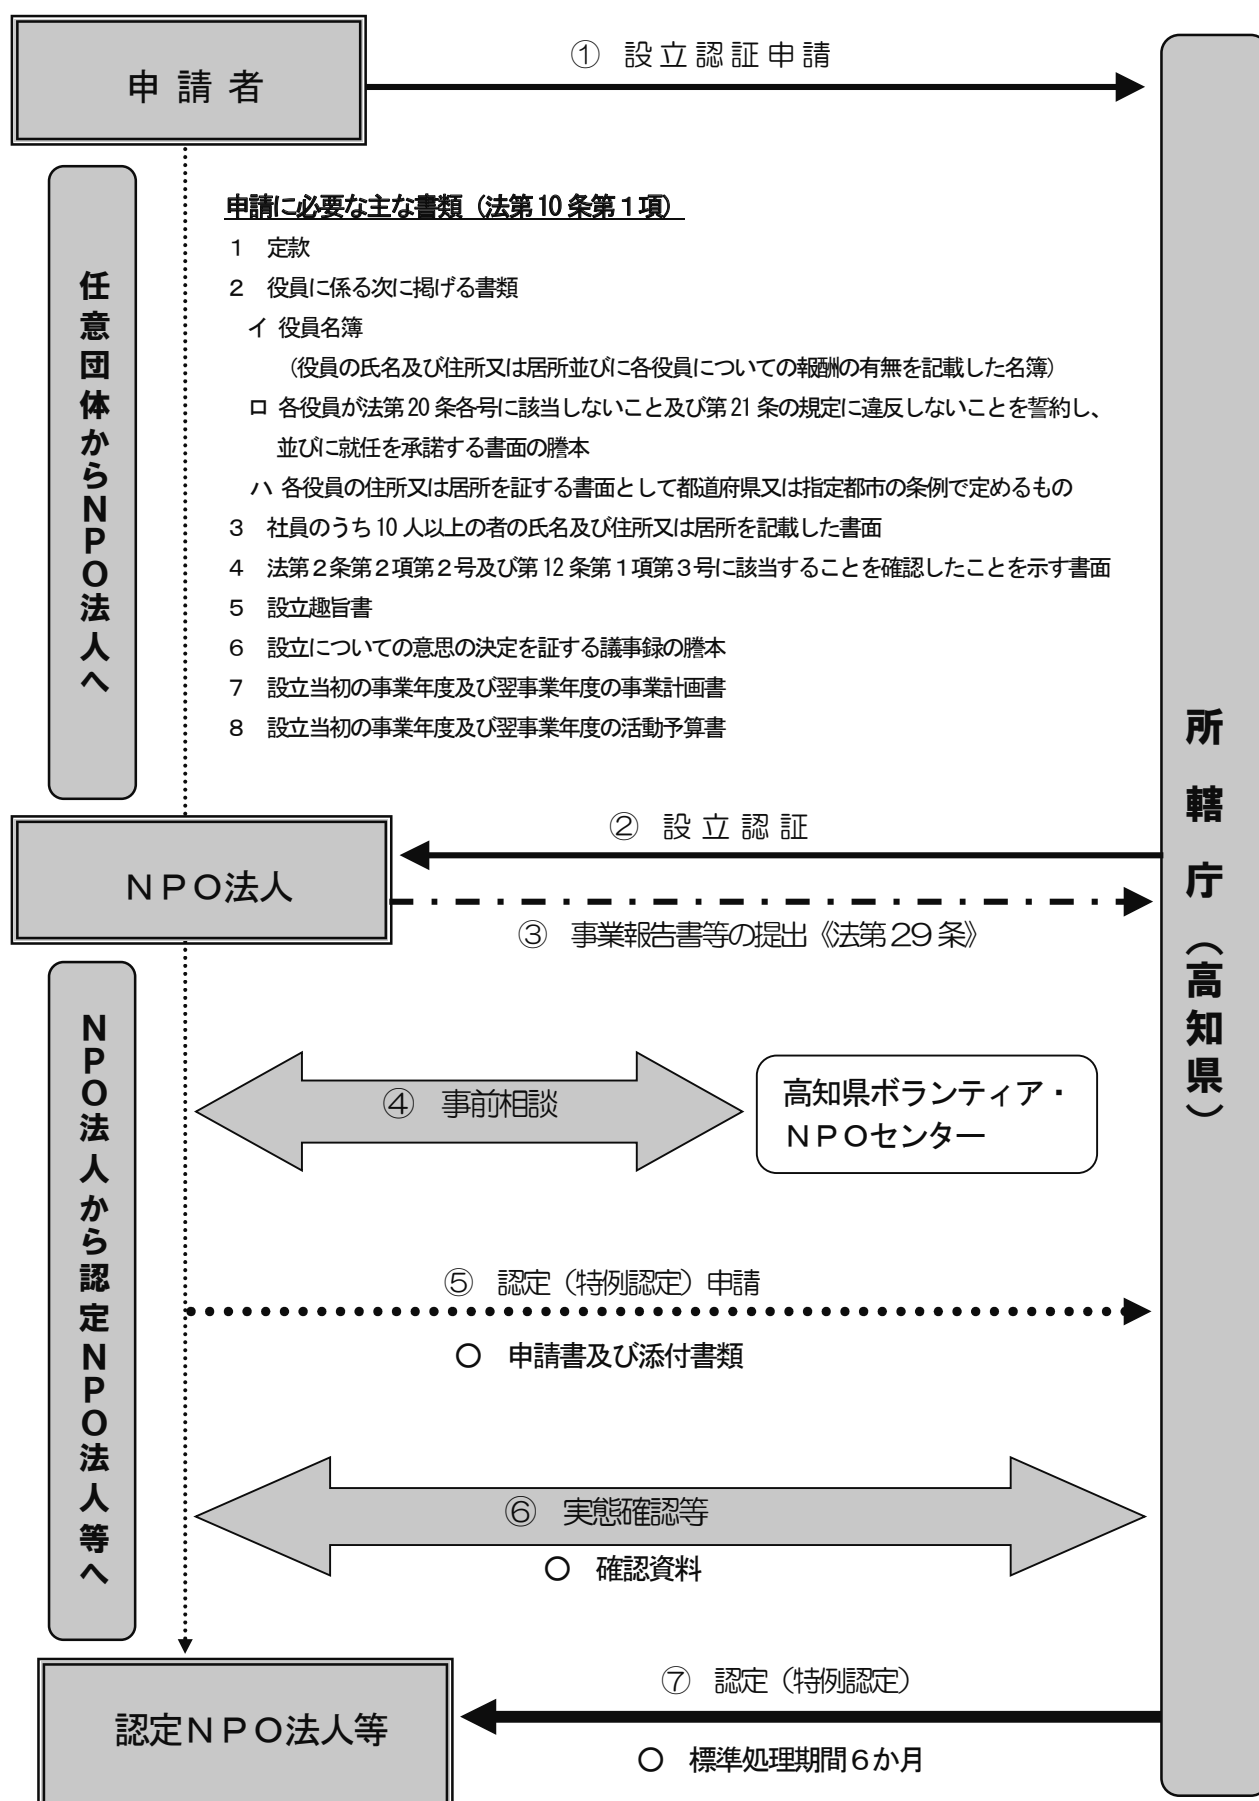 ① 設立認証申請
申請者
申請に必要な主な書類（法第10条第１項）
１ 定款
２ 役員に係る次に掲げる書類
イ 役員名簿
（役員の氏名及び住所又は居所並びに各役員についての報酬の有無を記載した名簿）
ロ 各役員が法第20条各号に該当しないこと及び第21条の規定に違反しないことを誓約し、
並びに就任を承諾する書面の謄本
ハ 各役員の住所又は居所を証する書面として都道府県又は指定都市の条例で定めるもの
３ 社員のうち10人以上の者の氏名及び住所又は居所を記載した書面
４ 法第２条第２項第２号及び第12条第１項第３号に該当することを確認したことを示す書面
５ 設立趣旨書
６ 設立についての意思の決定を証する議事録の謄本
７ 設立当初の事業年度及び翌事業年度の事業計画書
８ 設立当初の事業年度及び翌事業年度の活動予算書
任意団体からＮＰＯ法人へ
所轄庁（高知県）
② 設立認証
ＮＰＯ法人
③ 事業報告書等の提出《法第29条》
ＮＰＯ法人から認定ＮＰＯ法人等へ
④ 事前相談
高知県ボランティア・
ＮＰＯセンター
⑤ 認定（特例認定）申請
○ 申請書及び添付書類
⑥ 実態確認等
○ 確認資料
⑦ 認定（特例認定）
認定ＮＰＯ法人等
○ 標準処理期間６か月